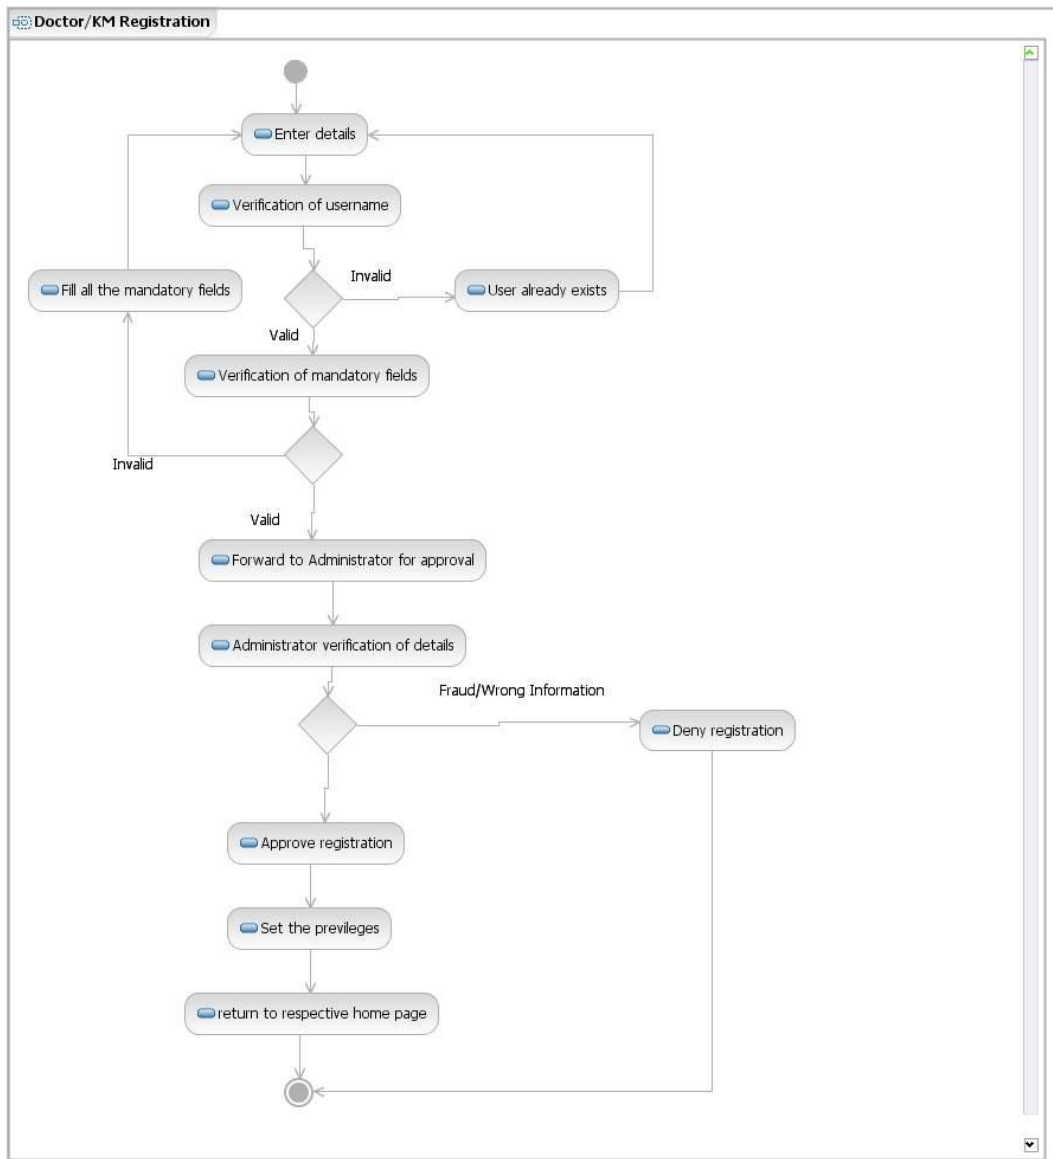 Doctor/KM Registration
Enter details
Verification of username
Invalid
Fill all the mandatory fields
User already exists
Valid
Verification of mandatory fields
Invalid
Valid
Forward to Administrator for approval
Administrator verification of details
Fraud/Wrong Information
Deny registration
Approve registration
Set the previleges
return to respective home page